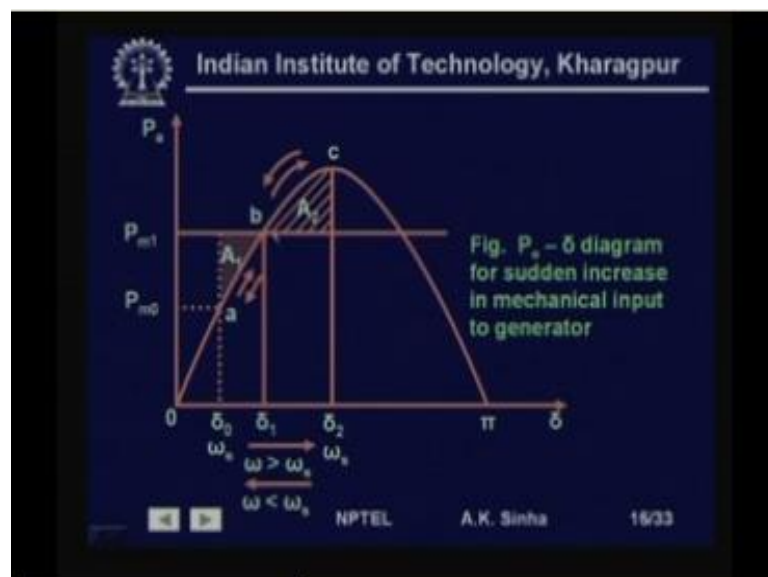 Indian Institute of Technology, Kharagpur
Pe
c
b
A2
Pm1
A1
Fig. Pe – δ diagram
for sudden increase
in mechanical input
to generator
Pm0
a
0 δ0 δ1 δ2 π δ
ωs ω > ωs ωs
ω < ωs
NPTEL A.K. Sinha 16/33